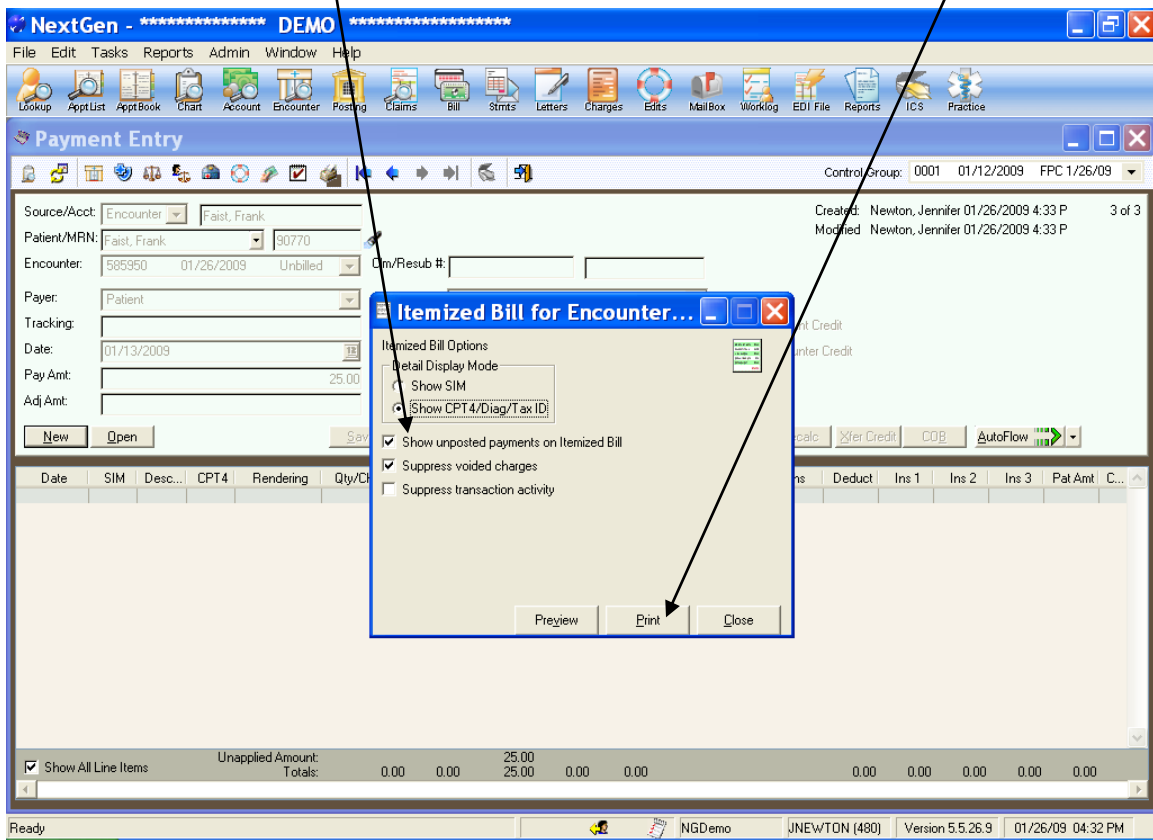 NextGen - *************** DEMO *******************
File Edit Tasks Reports Admin Window Help
Lookup ApptList ApptBook Chart Account Encounter Posting Claims Bill Stmts Letters Charges Edits MailBox Worklog EDI File Reports ICS Practice
Payment Entry
Control Group: 0001 01/12/2009 FPC 1/26/09
Source/Acct: Encounter Faist, Frank Created: Newton, Jennifer 01/26/2009 4:33 P 3 of 3
Patient/MRN: Faist, Frank 90770 Modified Newton, Jennifer 01/26/2009 4:33 P
Encounter: 585950 01/26/2009 Unbilled Clm/Resub #:
Payer: Patient
Tracking: nt Credit
Date: 01/13/2009 12 unter Credit
Pay Amt: 25.00
Adj Amt:
Itemized Bill for Encounter...
Itemized Bill Options
Detail Display Mode
Show SIM
Show CPT4/Diag/Tax ID
Show unposted payments on Itemized Bill
Suppress voided charges
Suppress transaction activity
Preview Print Close
New Open Sav calc Xfer Credit COB AutoFlow
Date SIM Desc... CPT4 Rendering Qty/Ch ns Deduct Ins 1 Ins 2 Ins 3 Pat Amt C...
Show All Line Items
Unapplied Amount: 25.00
Totals: 0.00 0.00 25.00 0.00 0.00 0.00 0.00 0.00 0.00 0.00
Ready NGDemo JNEWTON (480) Version 5.5.26.9 01/26/09 04:32 PM